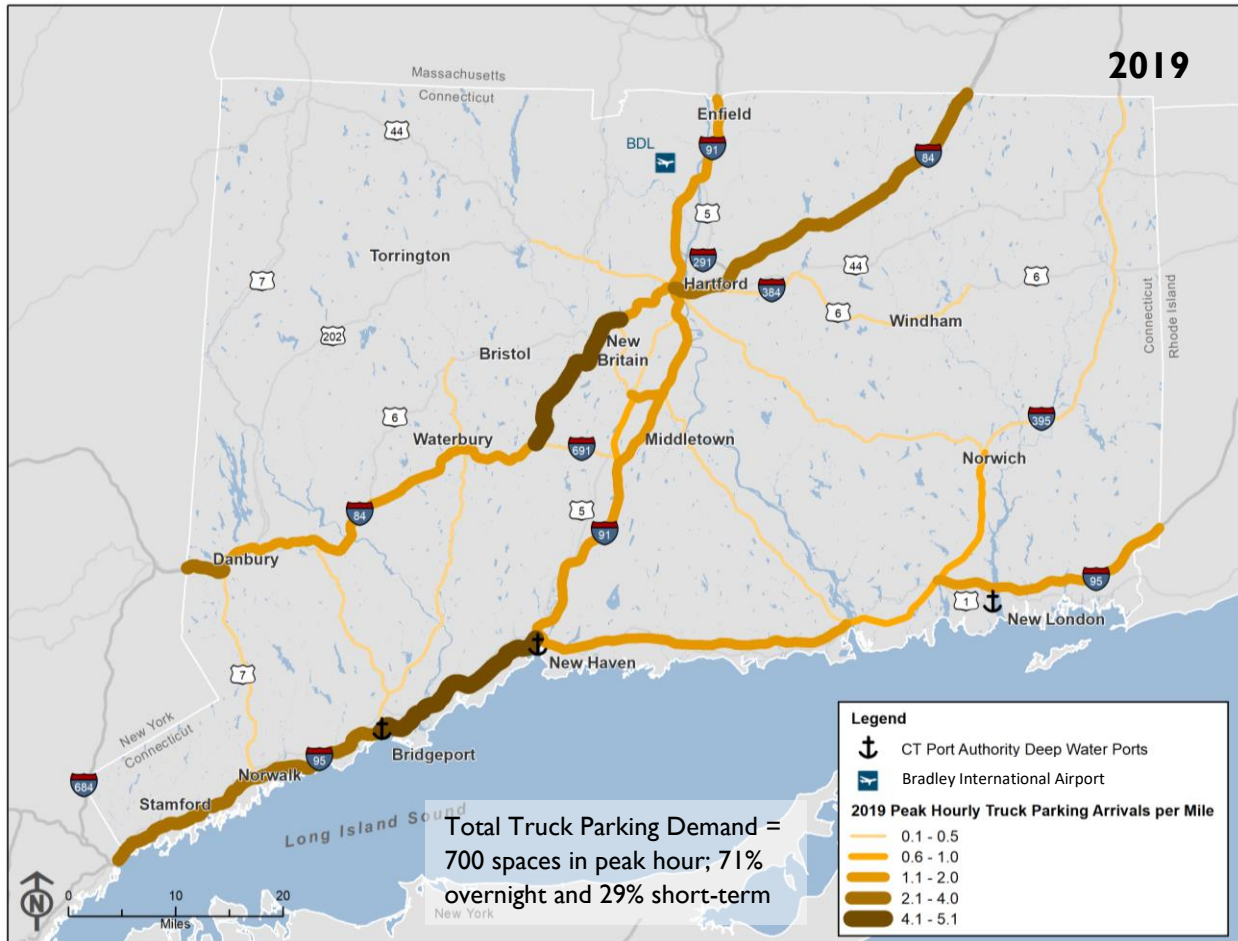 2019
Massachusetts
Connecticut
44
Enfield
91
BDL
84
5
Torrington
7
291
44
6
Hartford
384
6
Windham
Connecticut
Rhode Island
202
Bristol
New
Britain
6
Waterbury
691
Middletown
395
Norwich
84
5
91
Danbury
95
1
New London
New Haven
7
New York
Connecticut
Bridgeport
95
Norwalk
684
Stamford
Long Island Sound
Total Truck Parking Demand =
700 spaces in peak hour; 71%
overnight and 29% short-term
New York
N
0 10 20
Miles
Legend
CT Port Authority Deep Water Ports
Bradley International Airport
2019 Peak Hourly Truck Parking Arrivals per Mile
0.1 - 0.5
0.6 - 1.0
1.1 - 2.0
2.1 - 4.0
4.1 - 5.1